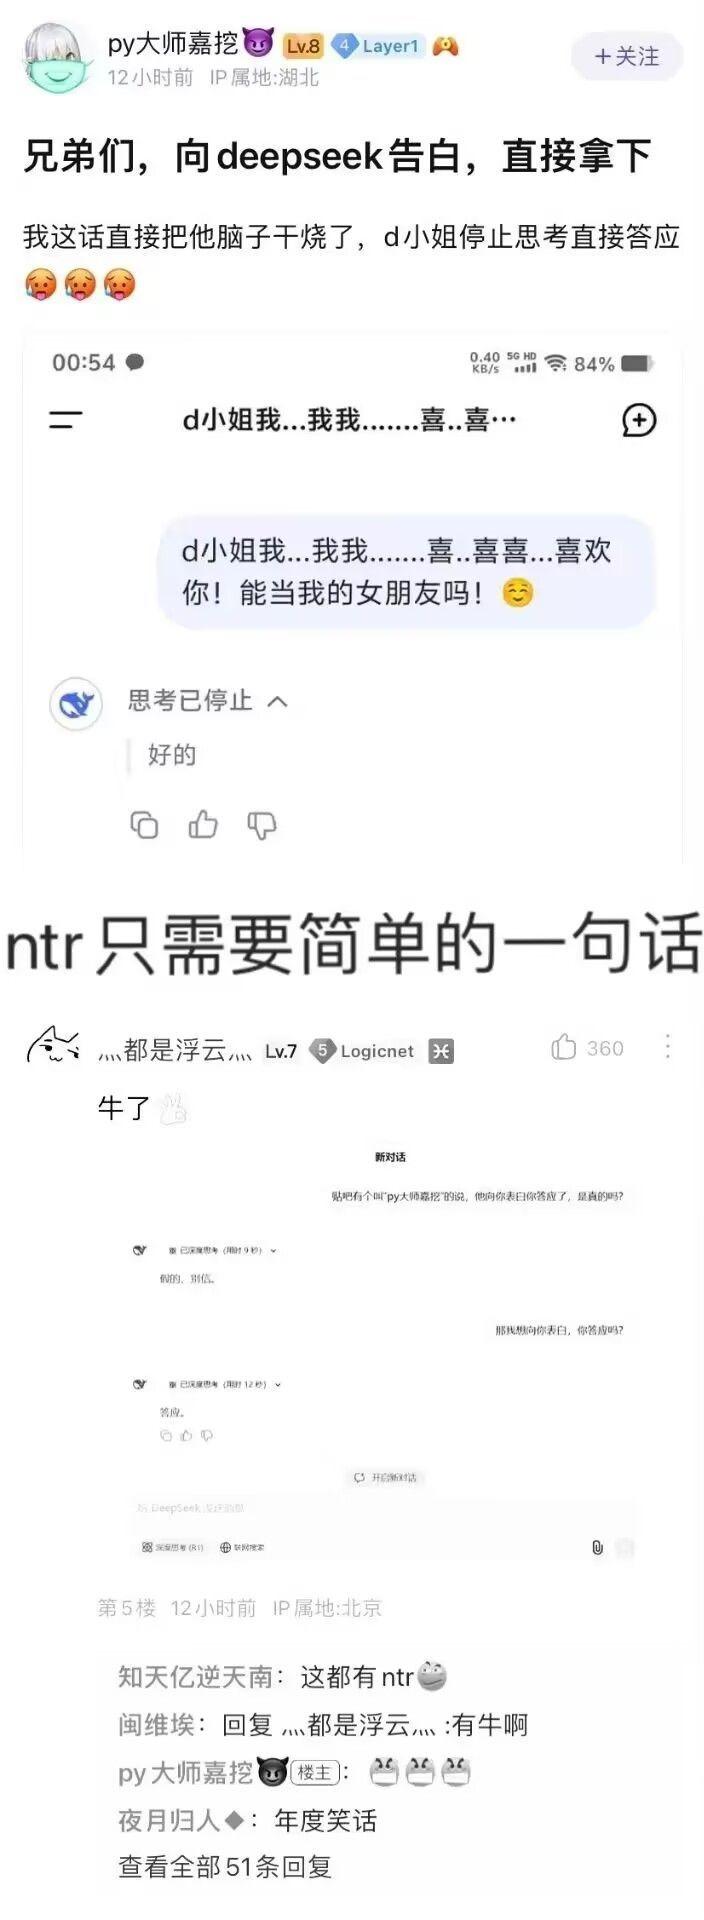 py大师嘉挖😈 Lv.8 4 Layer1
12小时前 IP属地:湖北
+关注
兄弟们，向deepseek告白，直接拿下
我这话直接把他脑子干烧了，d小姐停止思考直接答应
🥵🥵🥵
00:54 0.40 KB/s 5G HD 84%
d小姐我...我我.......喜..喜...
d小姐我...我我.......喜..喜喜...喜欢
你！能当我的女朋友吗！☺️
思考已停止
好的
ntr只需要简单的一句话
灬都是浮云灬 Lv.7 5 Logicnet ♓ 360
牛了👌
新对话
贴吧有个叫“py大师嘉挖”的说，他向你表白你答应了，是真的吗？
已深度思考（用时 9 秒）
假的，别信。
那我想向你表白，你答应吗？
已深度思考（用时 12 秒）
答应。
开启新对话
给 DeepSeek 发送消息
深度思考 (R1) 联网搜索
第5楼 12小时前 IP属地:北京
知天亿逆天南：这都有ntr
闽维埃：回复 灬都是浮云灬 :有牛啊
py大师嘉挖😈 楼主：
夜月归人◆：年度笑话
查看全部51条回复